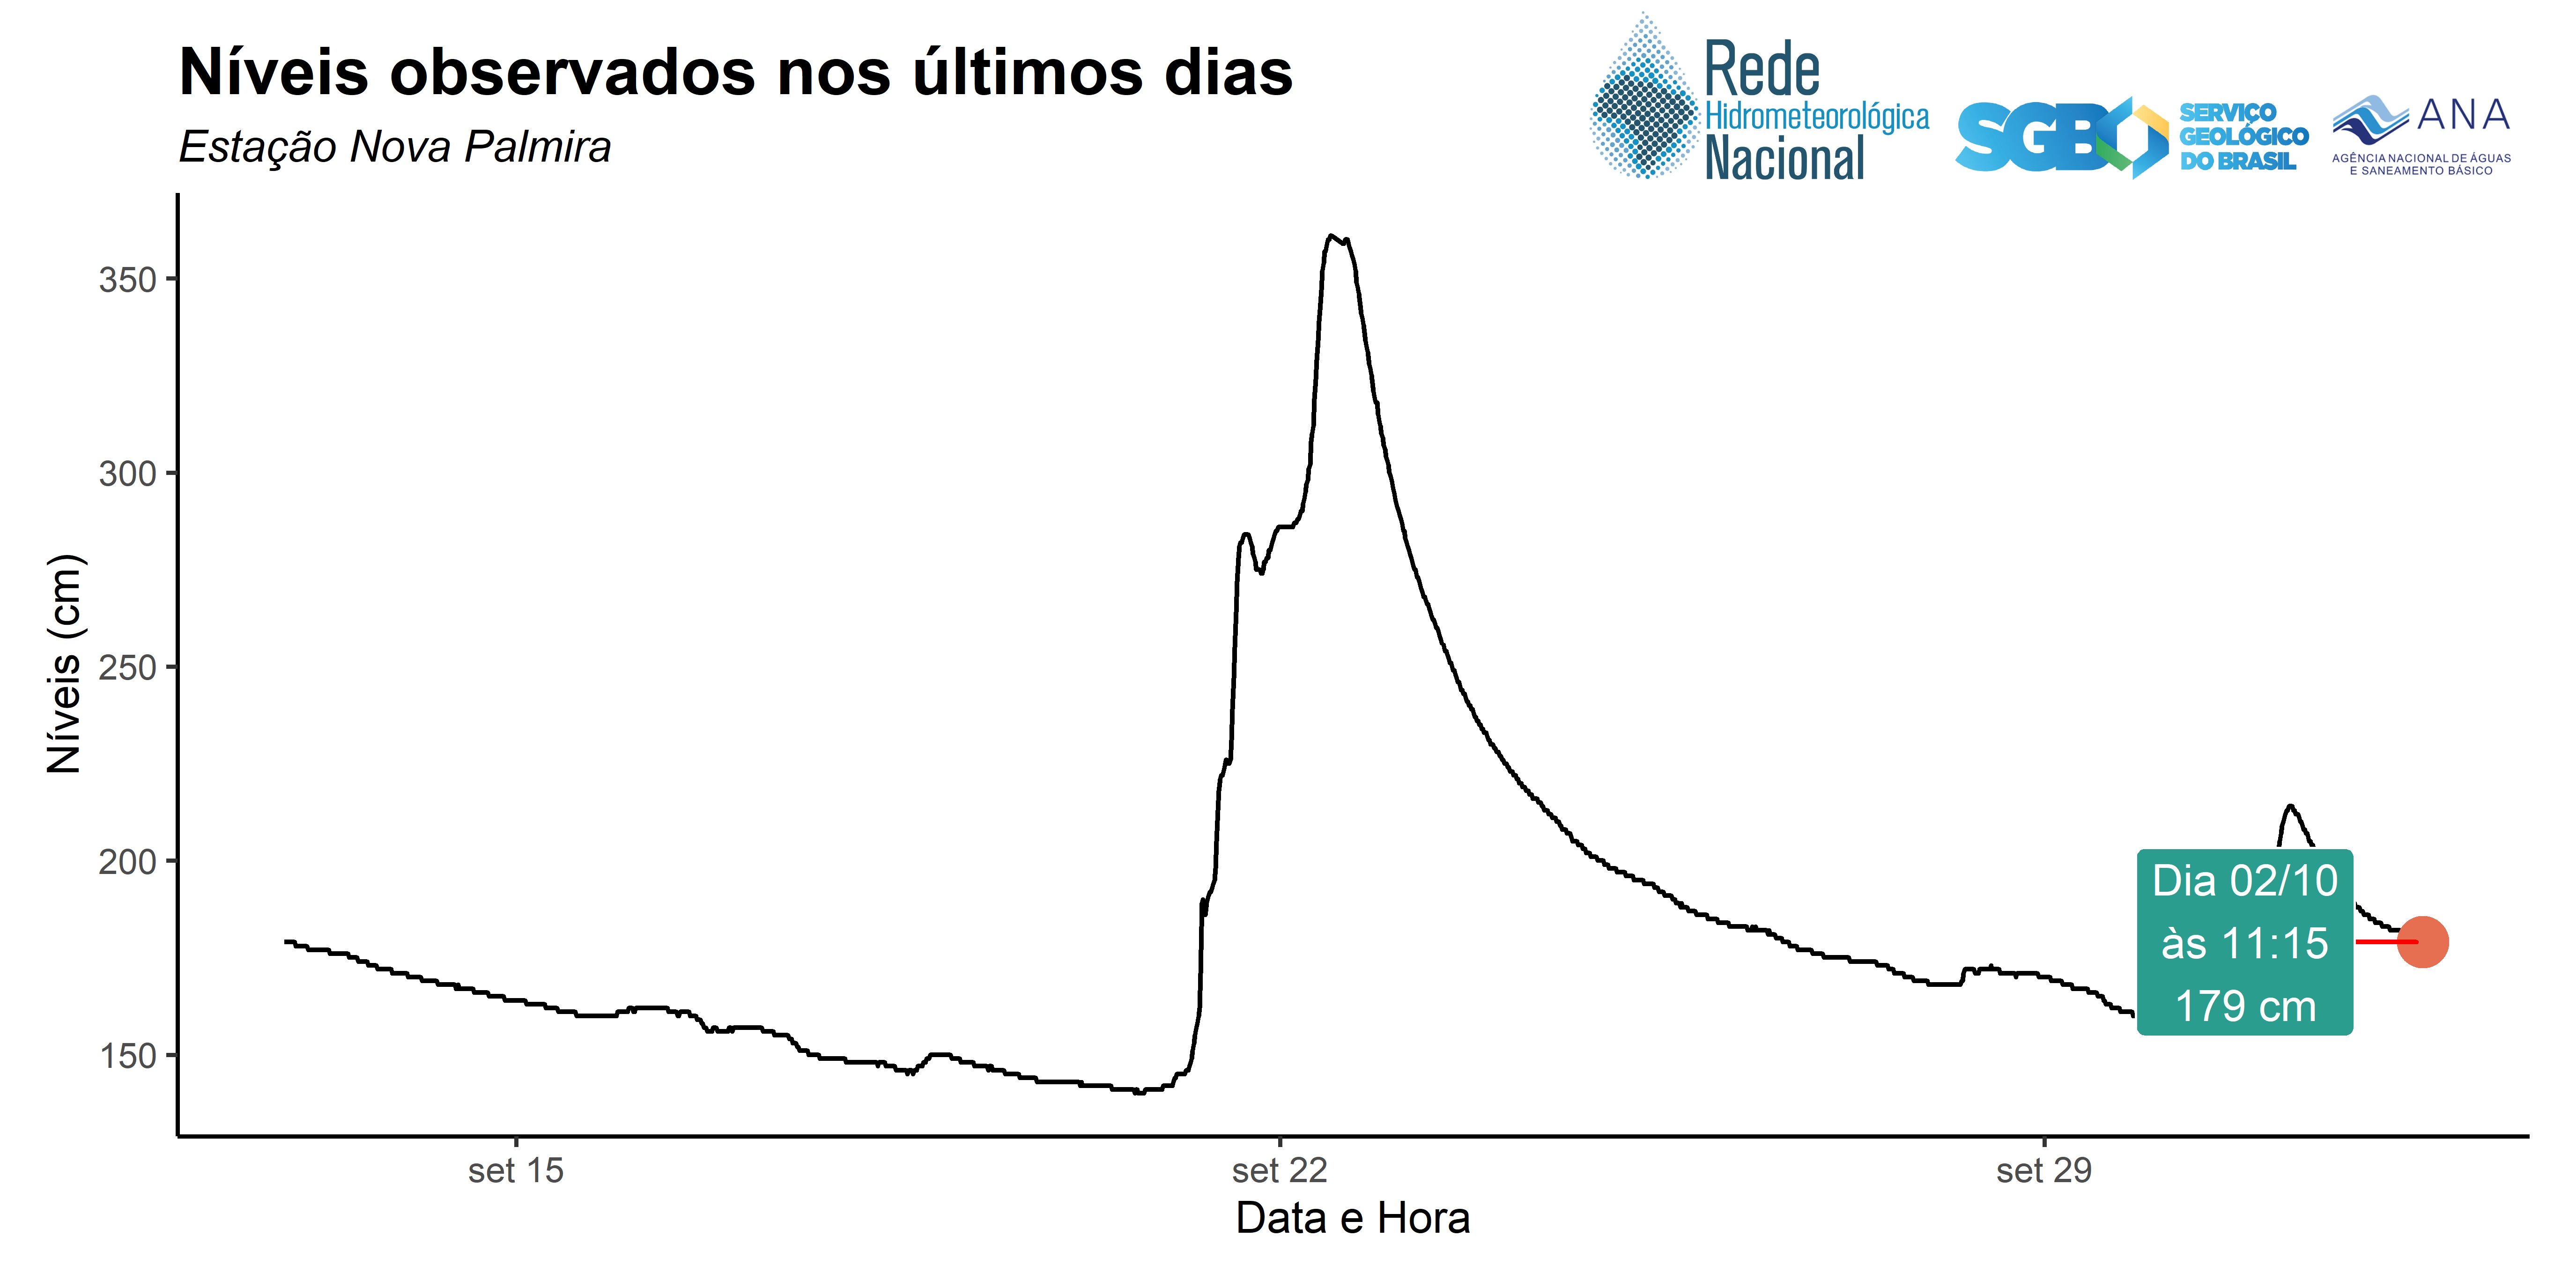 Níveis observados nos últimos dias
Estação Nova Palmira
Rede
Hidrometeorológica
Nacional
SGB
SERVIÇO
GEOLÓGICO
DO BRASIL
ANA
AGÊNCIA NACIONAL DE ÁGUAS
E SANEAMENTO BÁSICO
Níveis (cm)
350
300
250
200
150
Dia 02/10
às 11:15
179 cm
set 15
set 22
set 29
Data e Hora